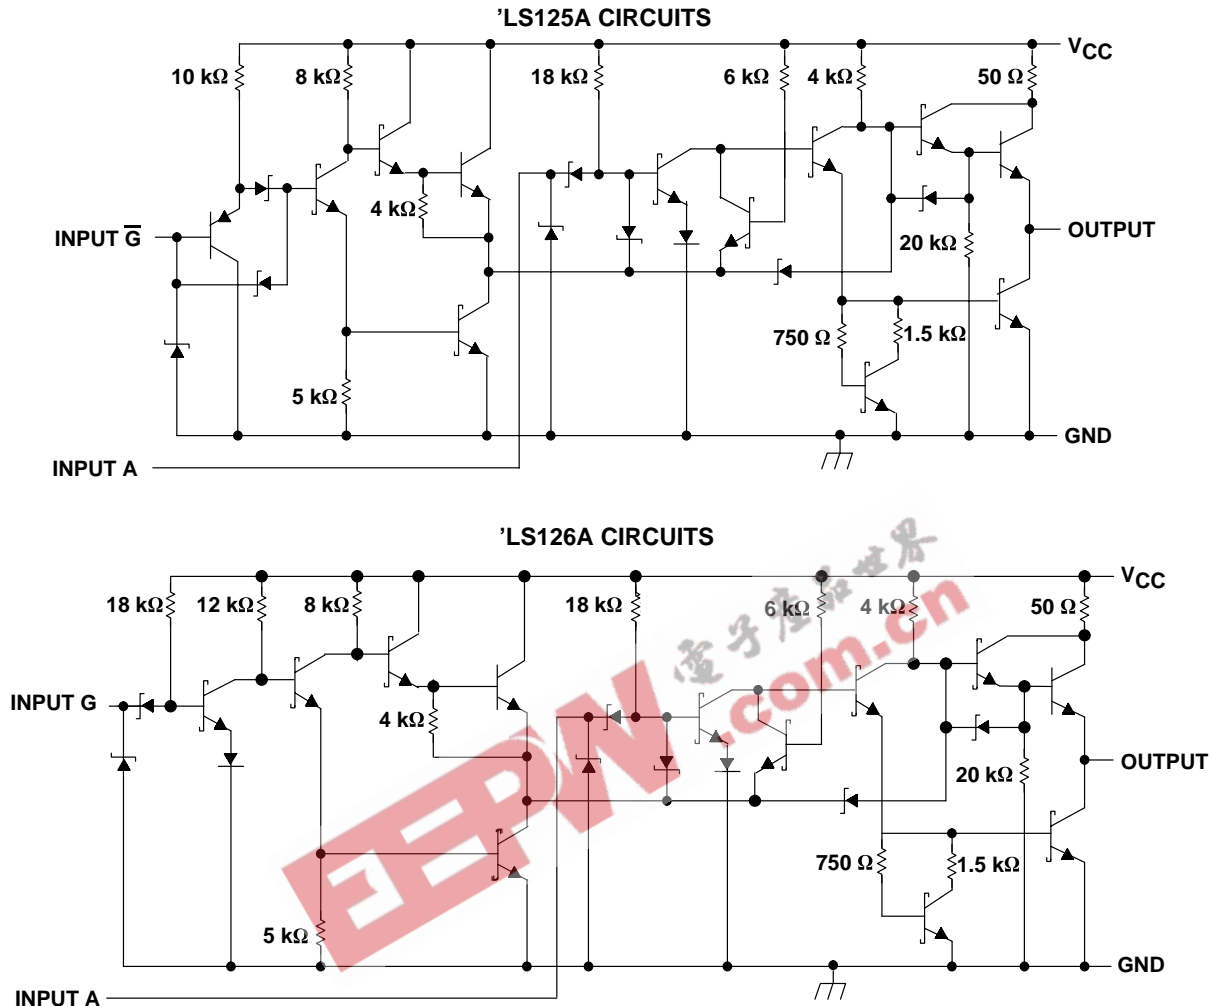 'LS125A CIRCUITS
VCC
10 kΩ
8 kΩ
18 kΩ
6 kΩ
4 kΩ
50 Ω
4 kΩ
INPUT G̅
OUTPUT
20 kΩ
750 Ω
1.5 kΩ
5 kΩ
GND
INPUT A
'LS126A CIRCUITS
VCC
18 kΩ
12 kΩ
8 kΩ
18 kΩ
6 kΩ
4 kΩ
50 Ω
電子產品世界
.com.cn
INPUT G
4 kΩ
EEPW
OUTPUT
20 kΩ
750 Ω
1.5 kΩ
5 kΩ
GND
INPUT A